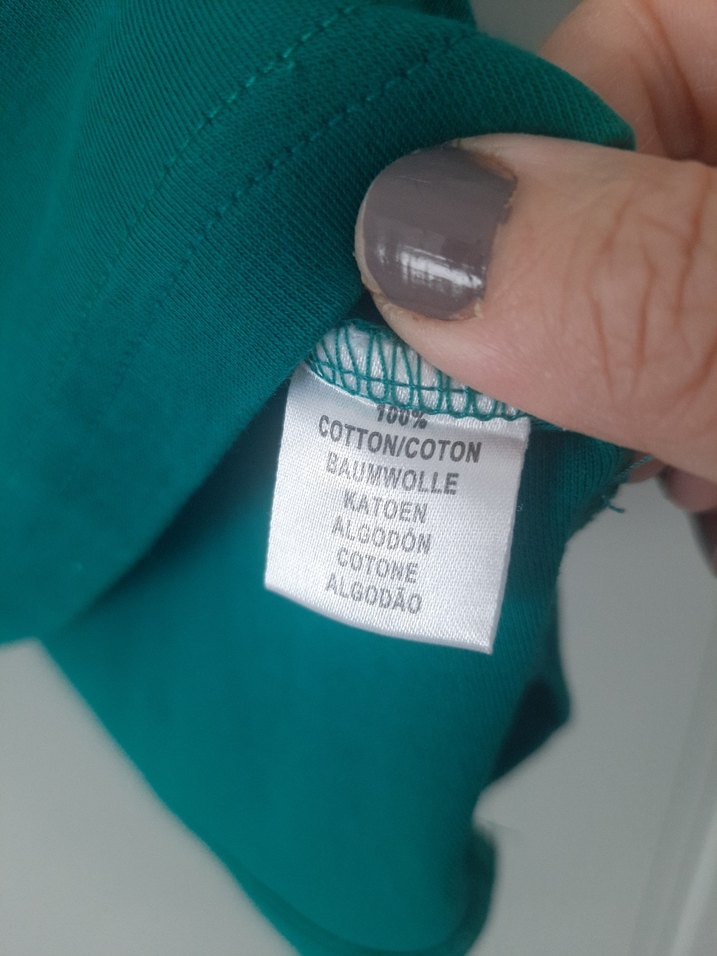 100%
COTTON/COTON
BAUMWOLLE
KATOEN
ALGODÓN
COTONE
ALGODÃO